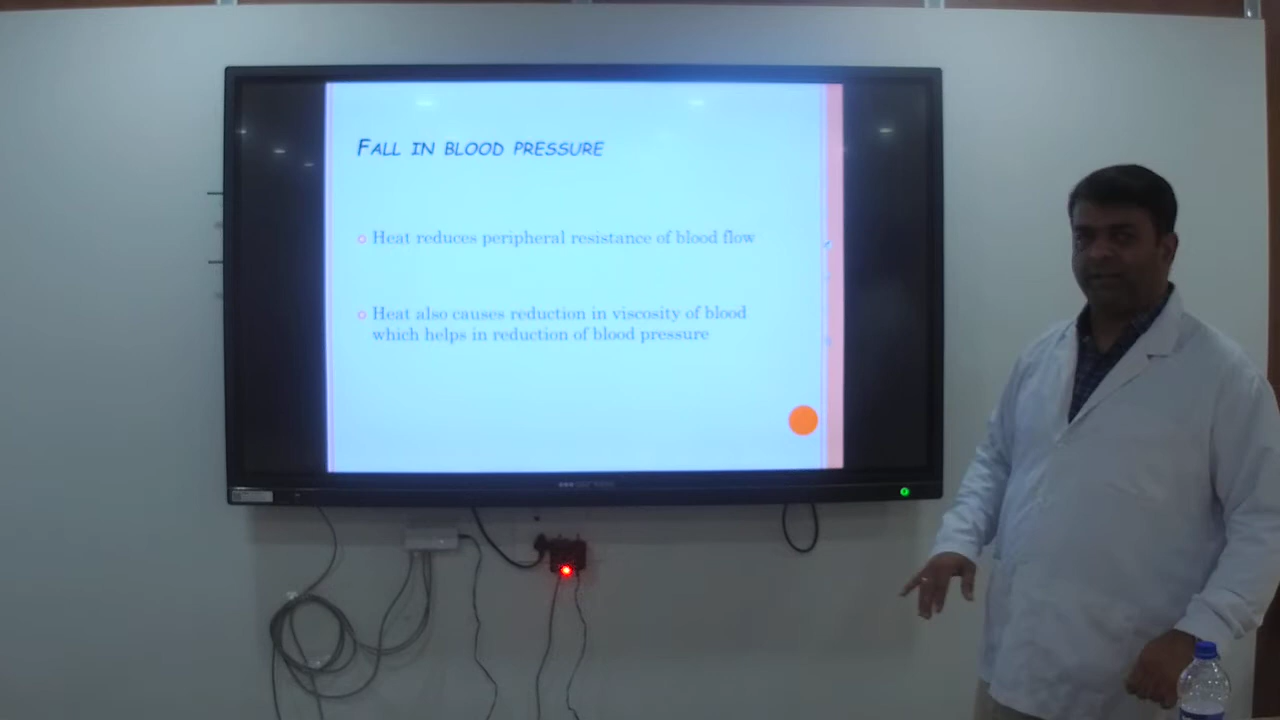 FALL IN BLOOD PRESSURE
Heat reduces peripheral resistance of blood flow
Heat also causes reduction in viscosity of blood
which helps in reduction of blood pressure